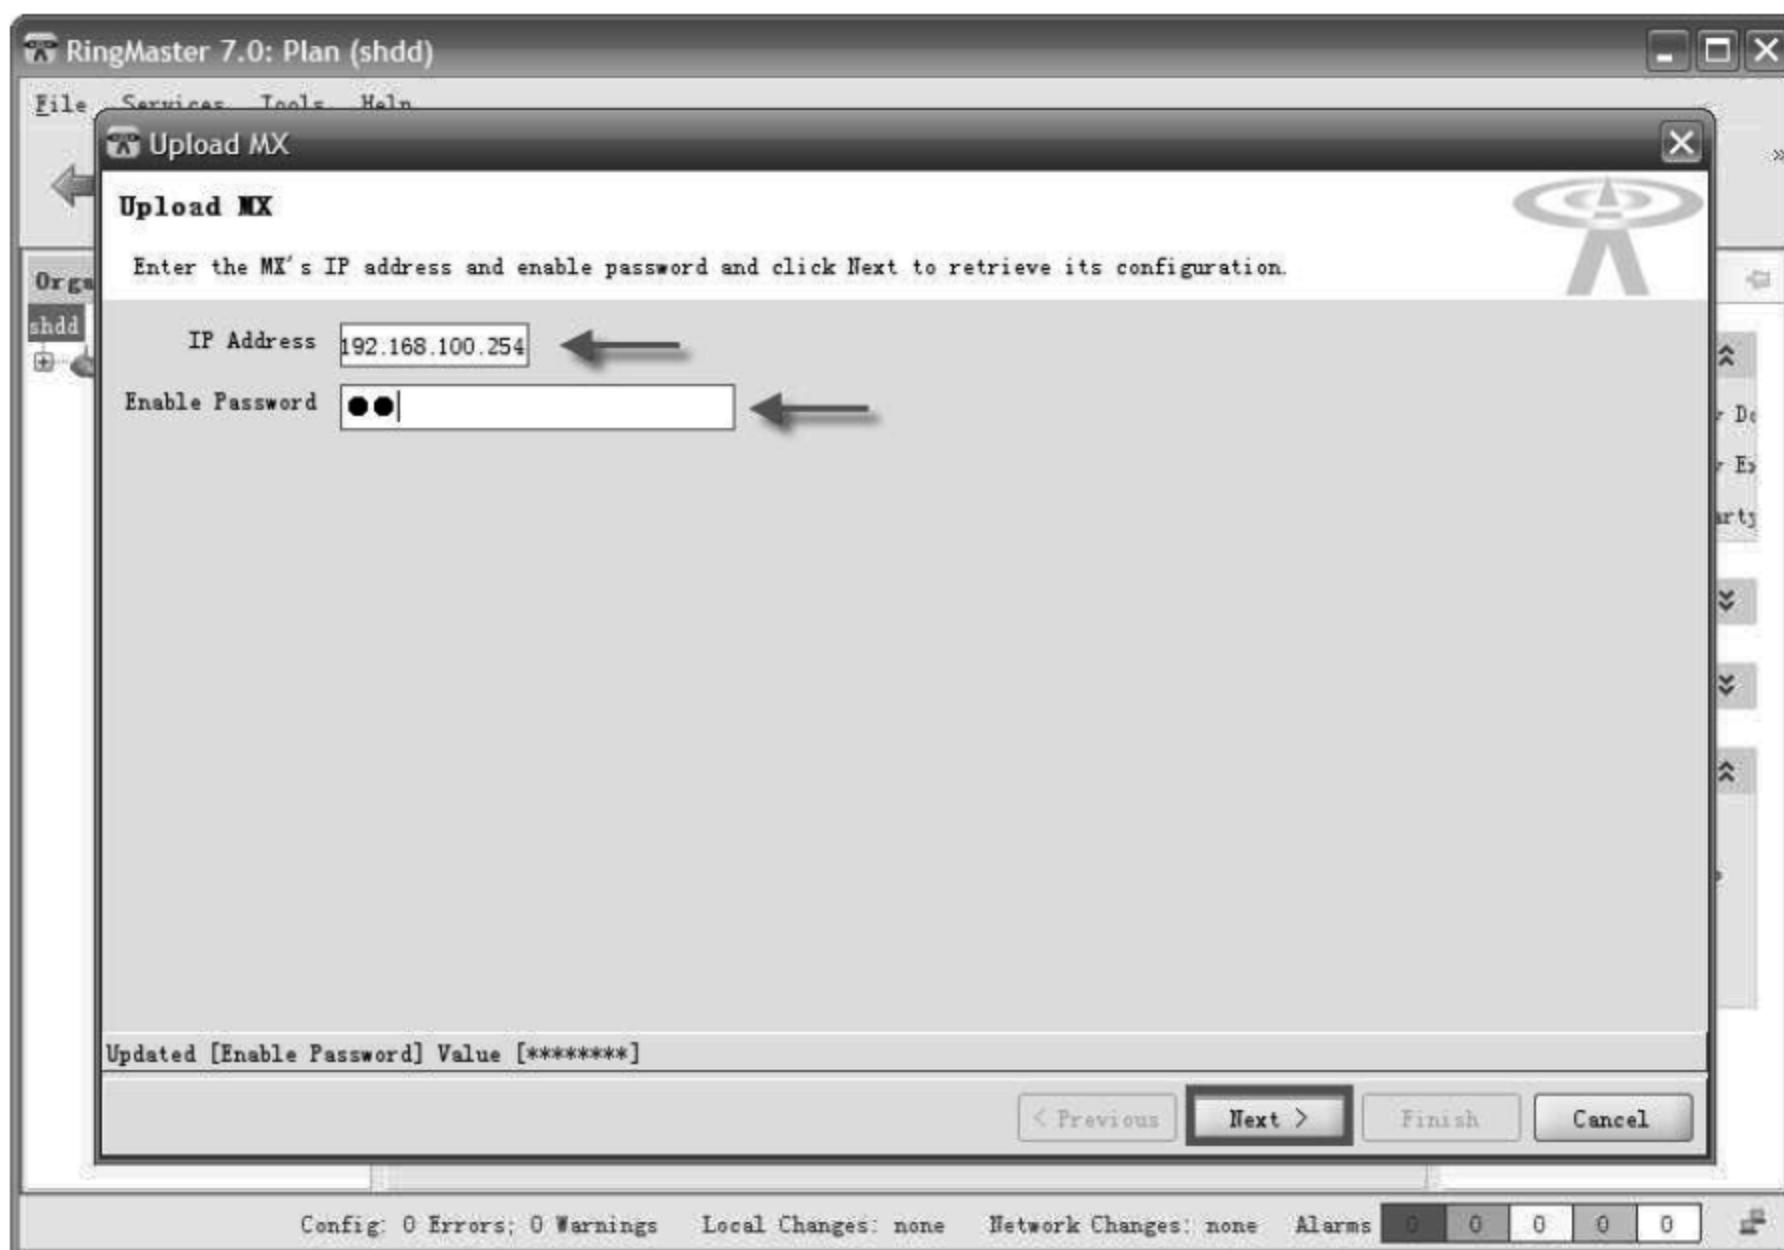 RingMaster 7.0: Plan (shdd)
File Services Tools Help
Upload MX
Upload MX
Enter the MX's IP address and enable password and click Next to retrieve its configuration.
Orga
shdd
IP Address 192.168.100.254
Enable Password
arty
Updated [Enable Password] Value [********]
< Previous Next > Finish Cancel
Config: 0 Errors; 0 Warnings Local Changes: none Network Changes: none Alarms 0 0 0 0 0